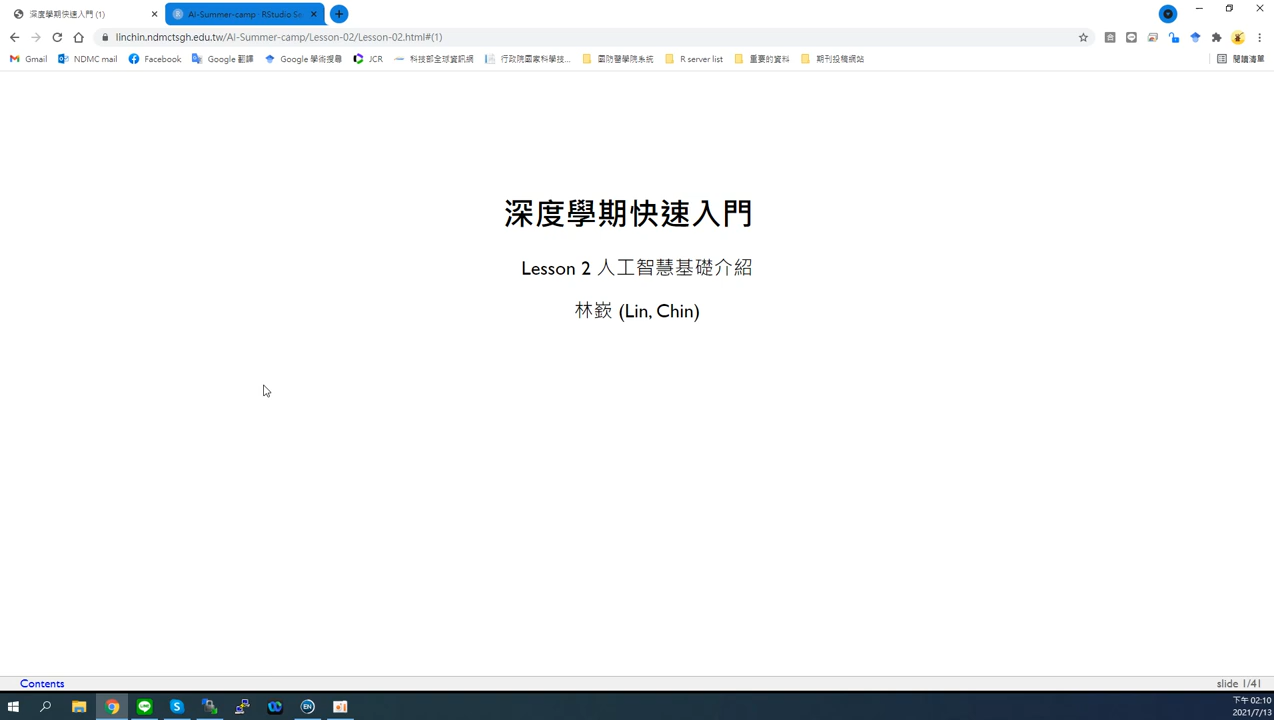 深度學期快速入門 (1)
AI-Summer-camp - RStudio Se
linchin.ndmctsgh.edu.tw/AI-Summer-camp/Lesson-02/Lesson-02.html#(1)
Gmail NDMC mail Facebook Google 翻譯 Google 學術搜尋 JCR 科技部全球資訊網 行政院國家科學技... 國防醫學院系統 R server list 重要的資料 期刊投稿網站 閱讀清單
深度學期快速入門
Lesson 2 人工智慧基礎介紹
林嶔 (Lin, Chin)
Contents slide 1/41
EN
下午 02:10
2021/7/13